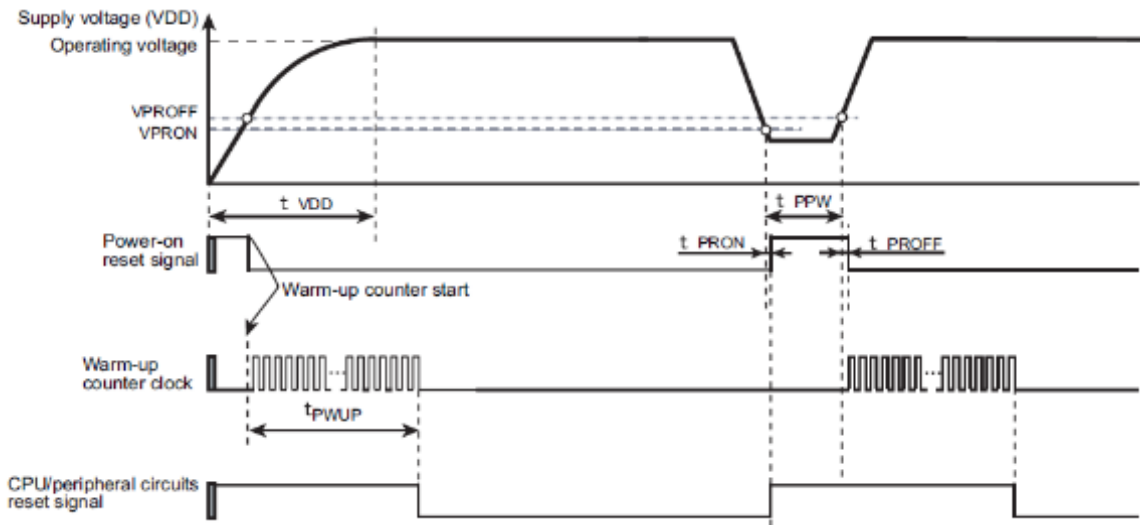 Supply voltage (VDD)
Operating voltage
VPROFF
VPRON
t VDD
t PPW
Power-on
reset signal
t PRON
t PROFF
Warm-up counter start
Warm-up
counter clock
tPWUP
CPU/peripheral circuits
reset signal